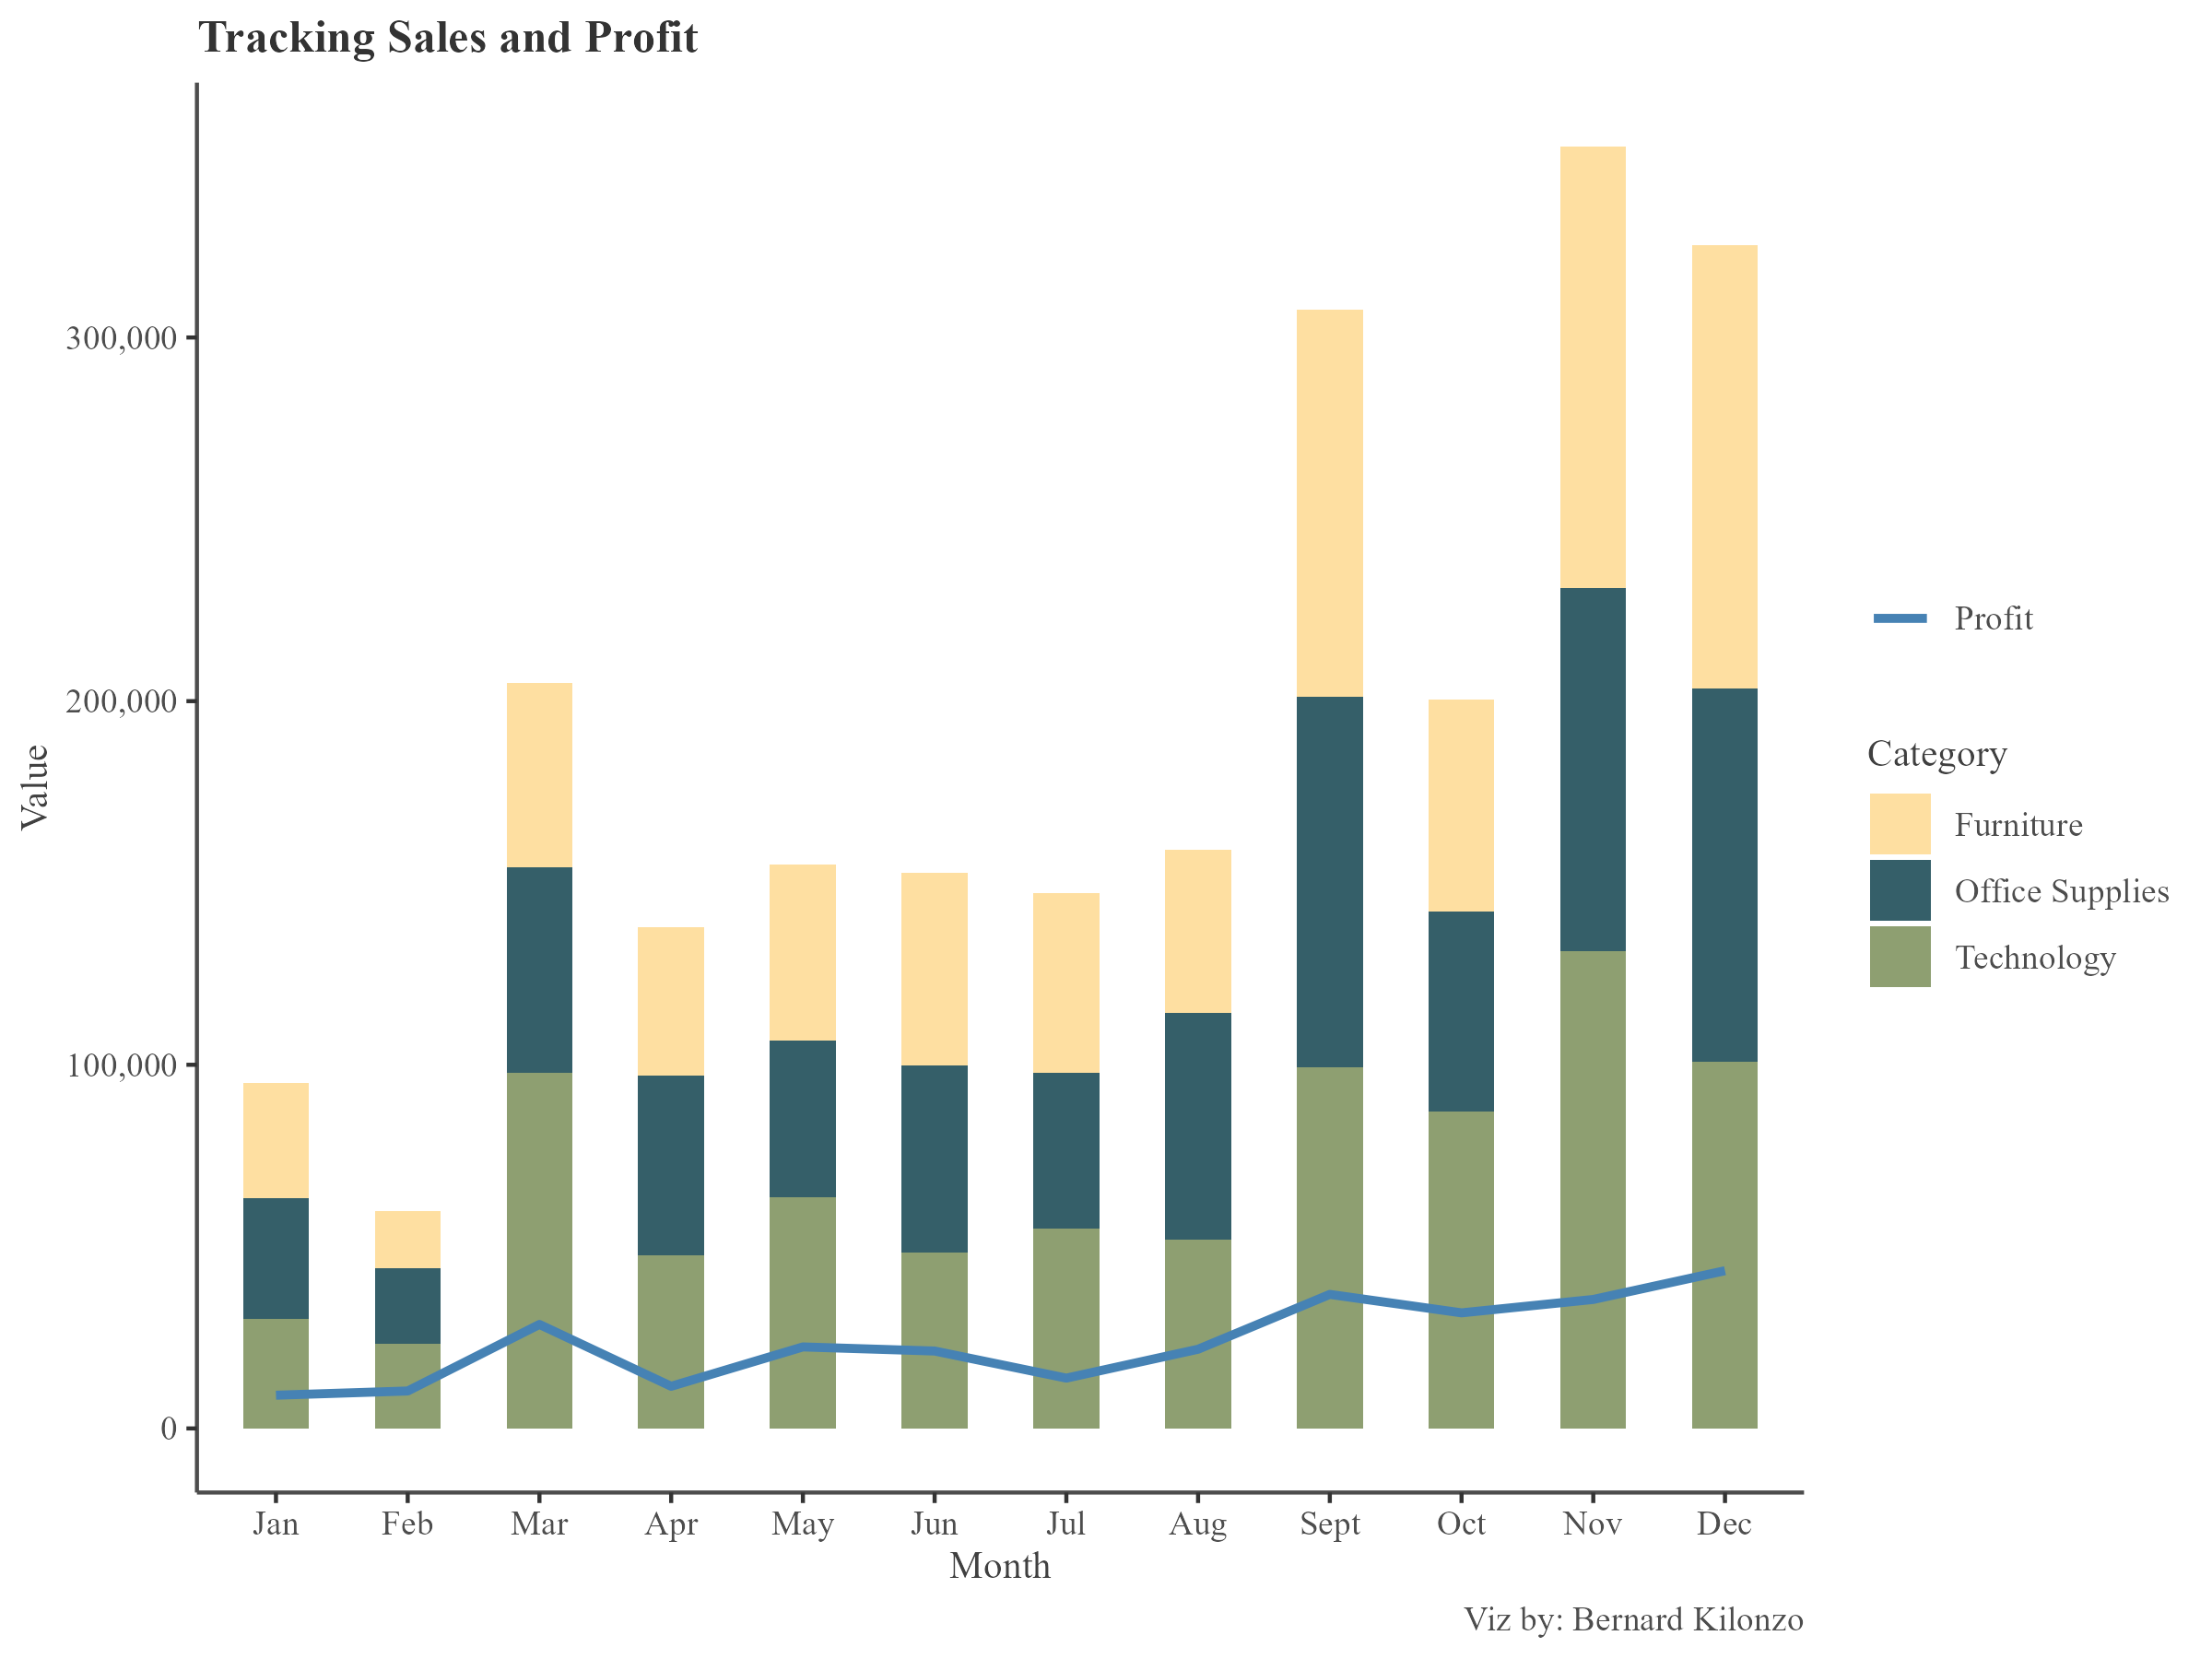 Tracking Sales and Profit
Value
300,000
200,000
100,000
0
Jan Feb Mar Apr May Jun Jul Aug Sept Oct Nov Dec
Month
Profit
Category
Furniture
Office Supplies
Technology
Viz by: Bernard Kilonzo